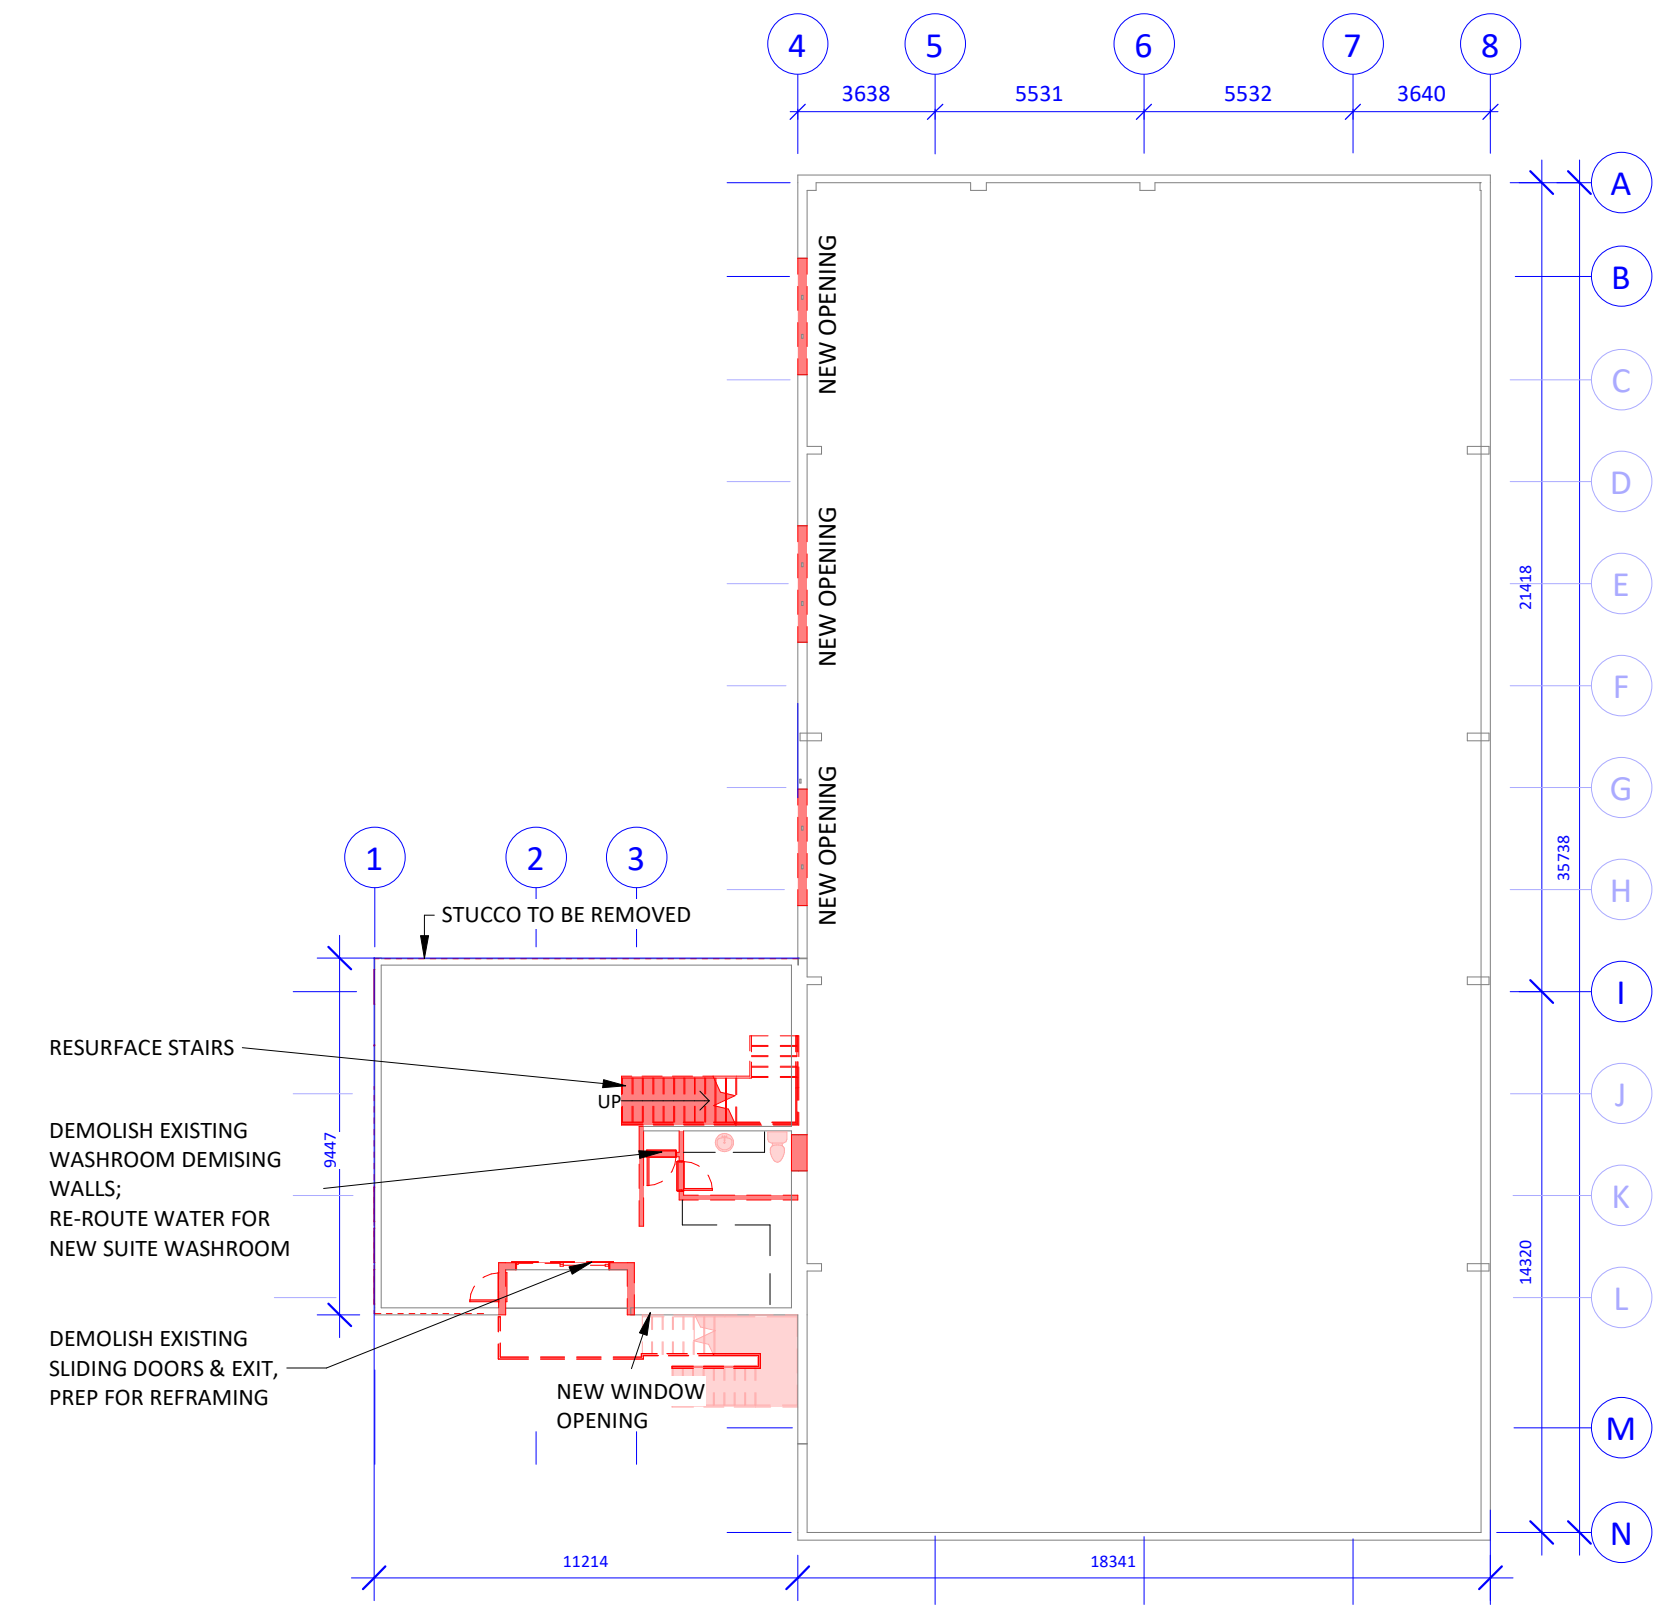 4 5 6 7 8
3638 5531 5532 3640
A
B
C
D
E
F
G
H
I
J
K
L
M
N
NEW OPENING
NEW OPENING
NEW OPENING
21418
35738
14320
1 2 3
STUCCO TO BE REMOVED
RESURFACE STAIRS
UP
DEMOLISH EXISTING
WASHROOM DEMISING
WALLS;
RE-ROUTE WATER FOR
NEW SUITE WASHROOM
9447
DEMOLISH EXISTING
SLIDING DOORS & EXIT,
PREP FOR REFRAMING
NEW WINDOW
OPENING
11214 18341